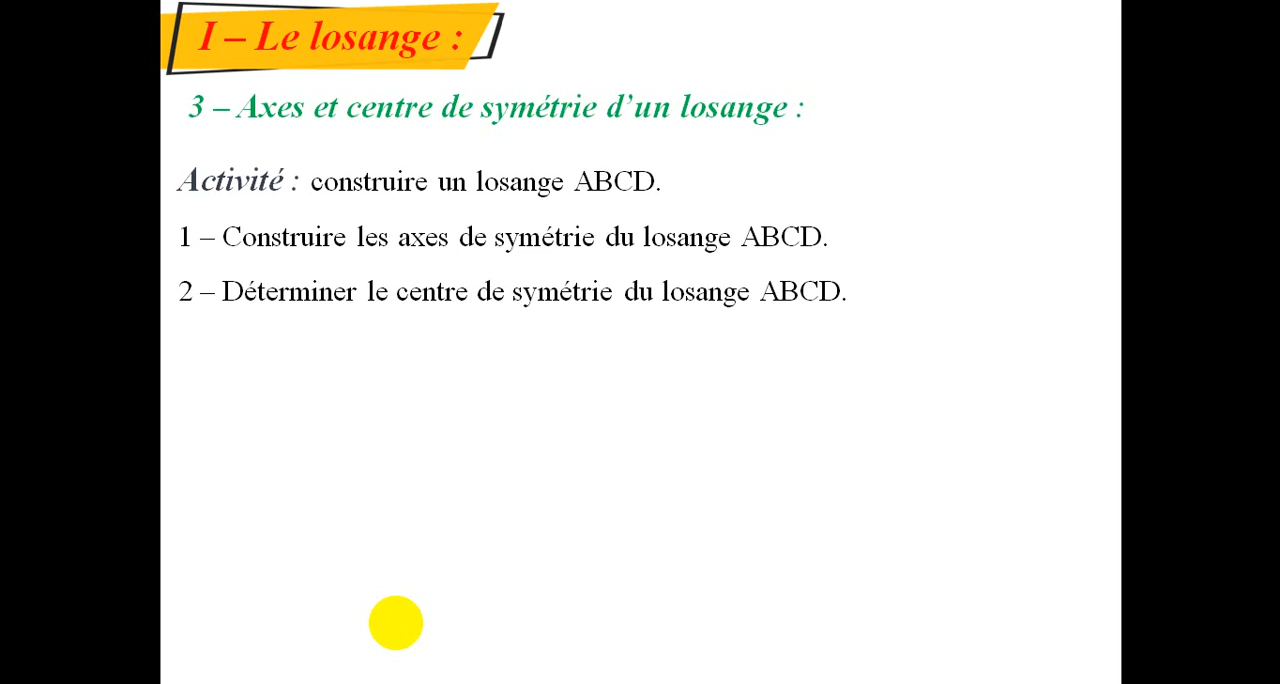 I – Le losange :
3 – Axes et centre de symétrie d’un losange :
Activité : construire un losange ABCD.
1 – Construire les axes de symétrie du losange ABCD.
2 – Déterminer le centre de symétrie du losange ABCD.